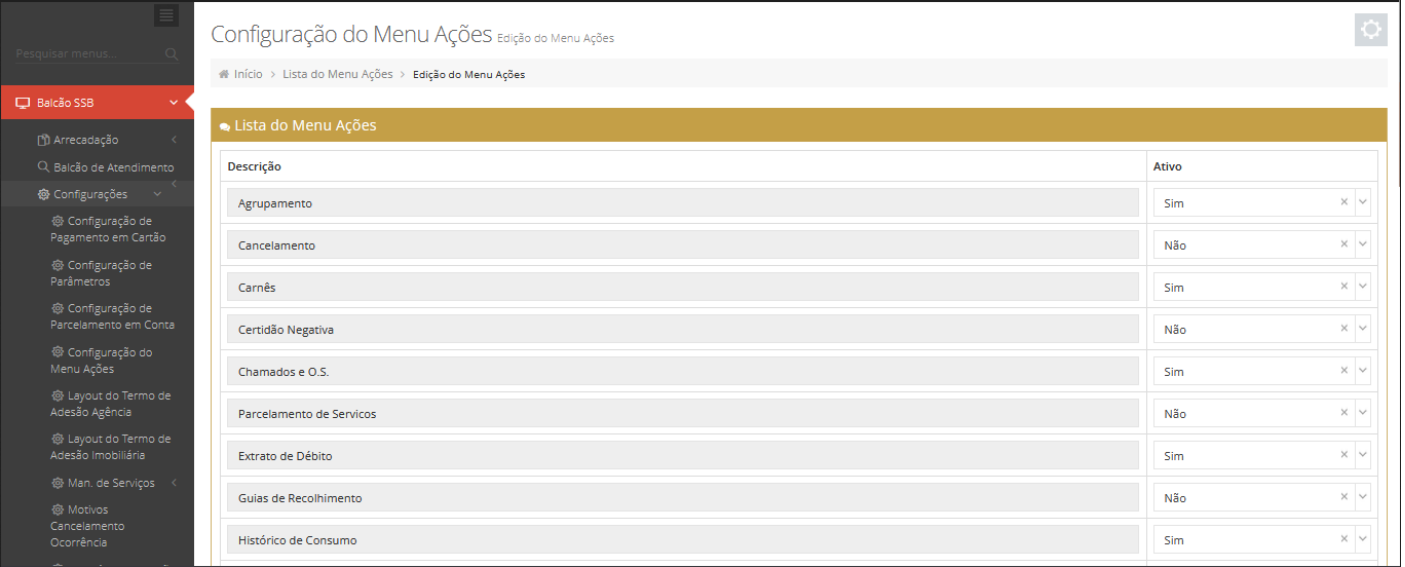 Pesquisar menus...
Balcão SSB
Arrecadação
Balcão de Atendimento
Configurações
Configuração de
Pagamento em Cartão
Configuração de
Parâmetros
Configuração de
Parcelamento em Conta
Configuração do
Menu Ações
Layout do Termo de
Adesão Agência
Layout do Termo de
Adesão Imobiliária
Man. de Serviços
Motivos
Cancelamento
Ocorrência
Configuração do Menu Ações Edição do Menu Ações
Início > Lista do Menu Ações > Edição do Menu Ações
Lista do Menu Ações
Descrição Ativo
Agrupamento Sim
Cancelamento Não
Carnês Sim
Certidão Negativa Não
Chamados e O.S. Sim
Parcelamento de Servicos Não
Extrato de Débito Sim
Guias de Recolhimento Não
Histórico de Consumo Sim